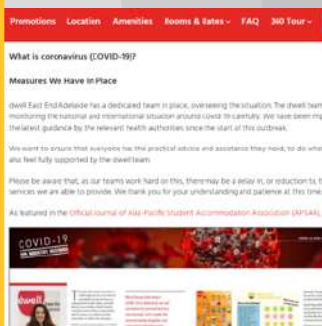 Promotions Location Amenities Rooms & Rates FAQ 360 Tour
What is coronavirus (COVID-19)?
Measures We Have In Place
dwell East End Adelaide has a dedicated team in place, overseeing the situation. The dwell team
monitoring the national and international situation around covid-19 carefully. We have been
the latest guidance by the relevant health authorities since the start of this outbreak.
We want to ensure that everyone has the practical advice and assistance they need, to do what
also feel fully supported by the dwell team.
Please be aware that, as our teams work hard on this, there may be a delay in, or reduction to, t
services we are able to provide. We thank you for your understanding and patience at this time.
As featured in the Official Journal of Asia-Pacific Student Accommodation Association (APSAA),
COVID-19
dwell